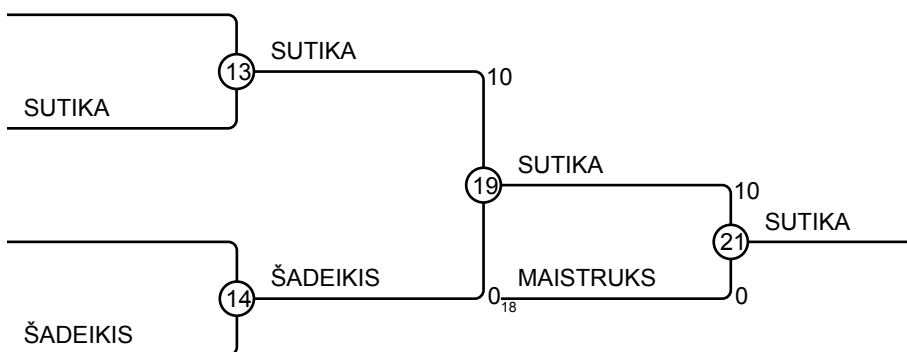 SUTIKA
13
10
SUTIKA
SUTIKA
19
10
SUTIKA
21
ŠADEIKIS
MAISTRUKS
14
0
18
0
ŠADEIKIS